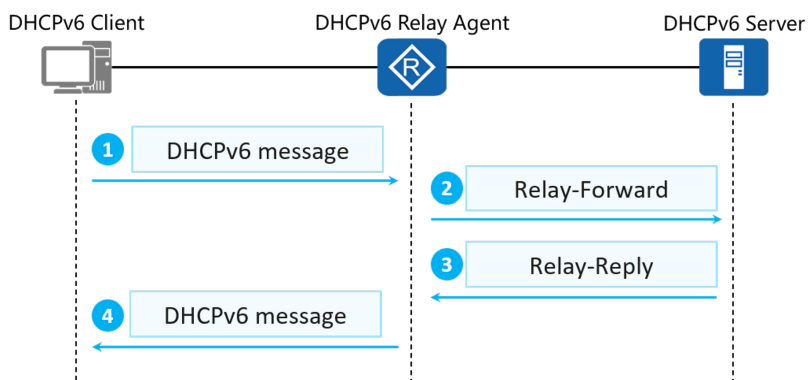 DHCPv6 Client
DHCPv6 Relay Agent
DHCPv6 Server
R
1
DHCPv6 message
2
Relay-Forward
3
Relay-Reply
4
DHCPv6 message